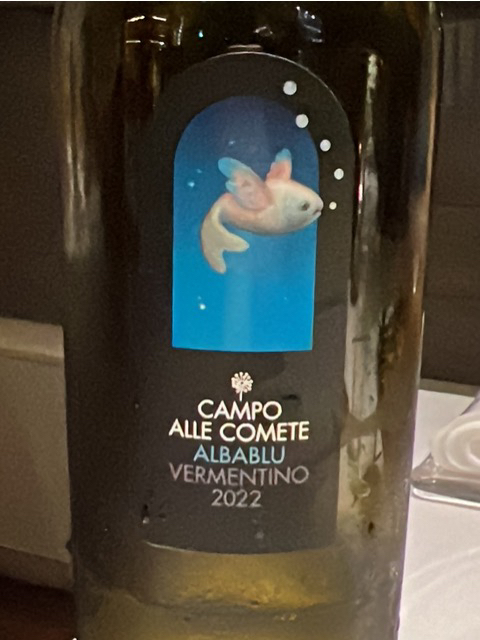 CAMPO
ALLE COMETE
ALBABLU
VERMENTINO
2022